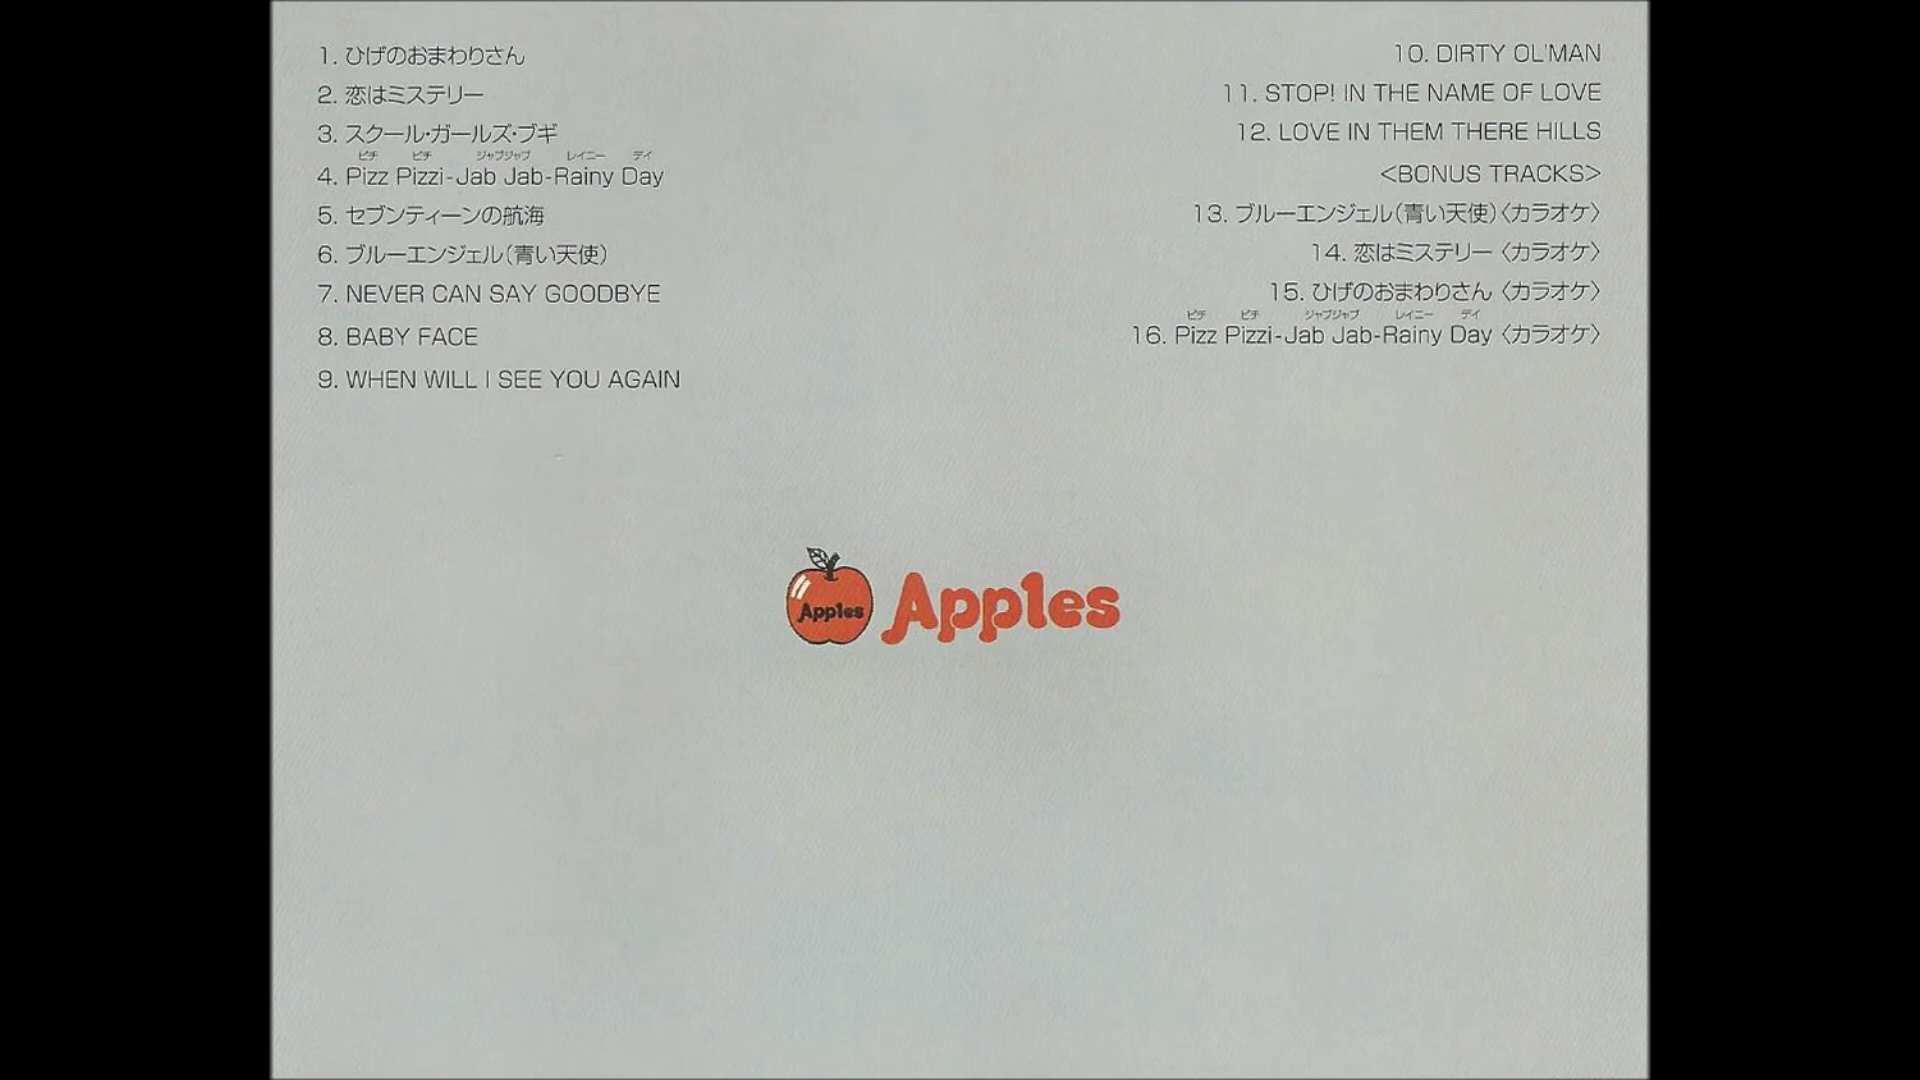 1. ひげのおまわりさん
2. 恋はミステリー
3. スクール・ガールズ・ブギ
ピチ ピチ ジャブジャブ レイニー デイ
4. Pizz Pizzi-Jab Jab-Rainy Day
5. セブンティーンの航海
6. ブルーエンジェル(青い天使)
7. NEVER CAN SAY GOODBYE
8. BABY FACE
9. WHEN WILL I SEE YOU AGAIN
10. DIRTY OL'MAN
11. STOP! IN THE NAME OF LOVE
12. LOVE IN THEM THERE HILLS
<BONUS TRACKS>
13. ブルーエンジェル(青い天使)〈カラオケ〉
14. 恋はミステリー〈カラオケ〉
15. ひげのおまわりさん〈カラオケ〉
ピチ ピチ ジャブジャブ レイニー デイ
16. Pizz Pizzi-Jab Jab-Rainy Day〈カラオケ〉
Apples
Apples